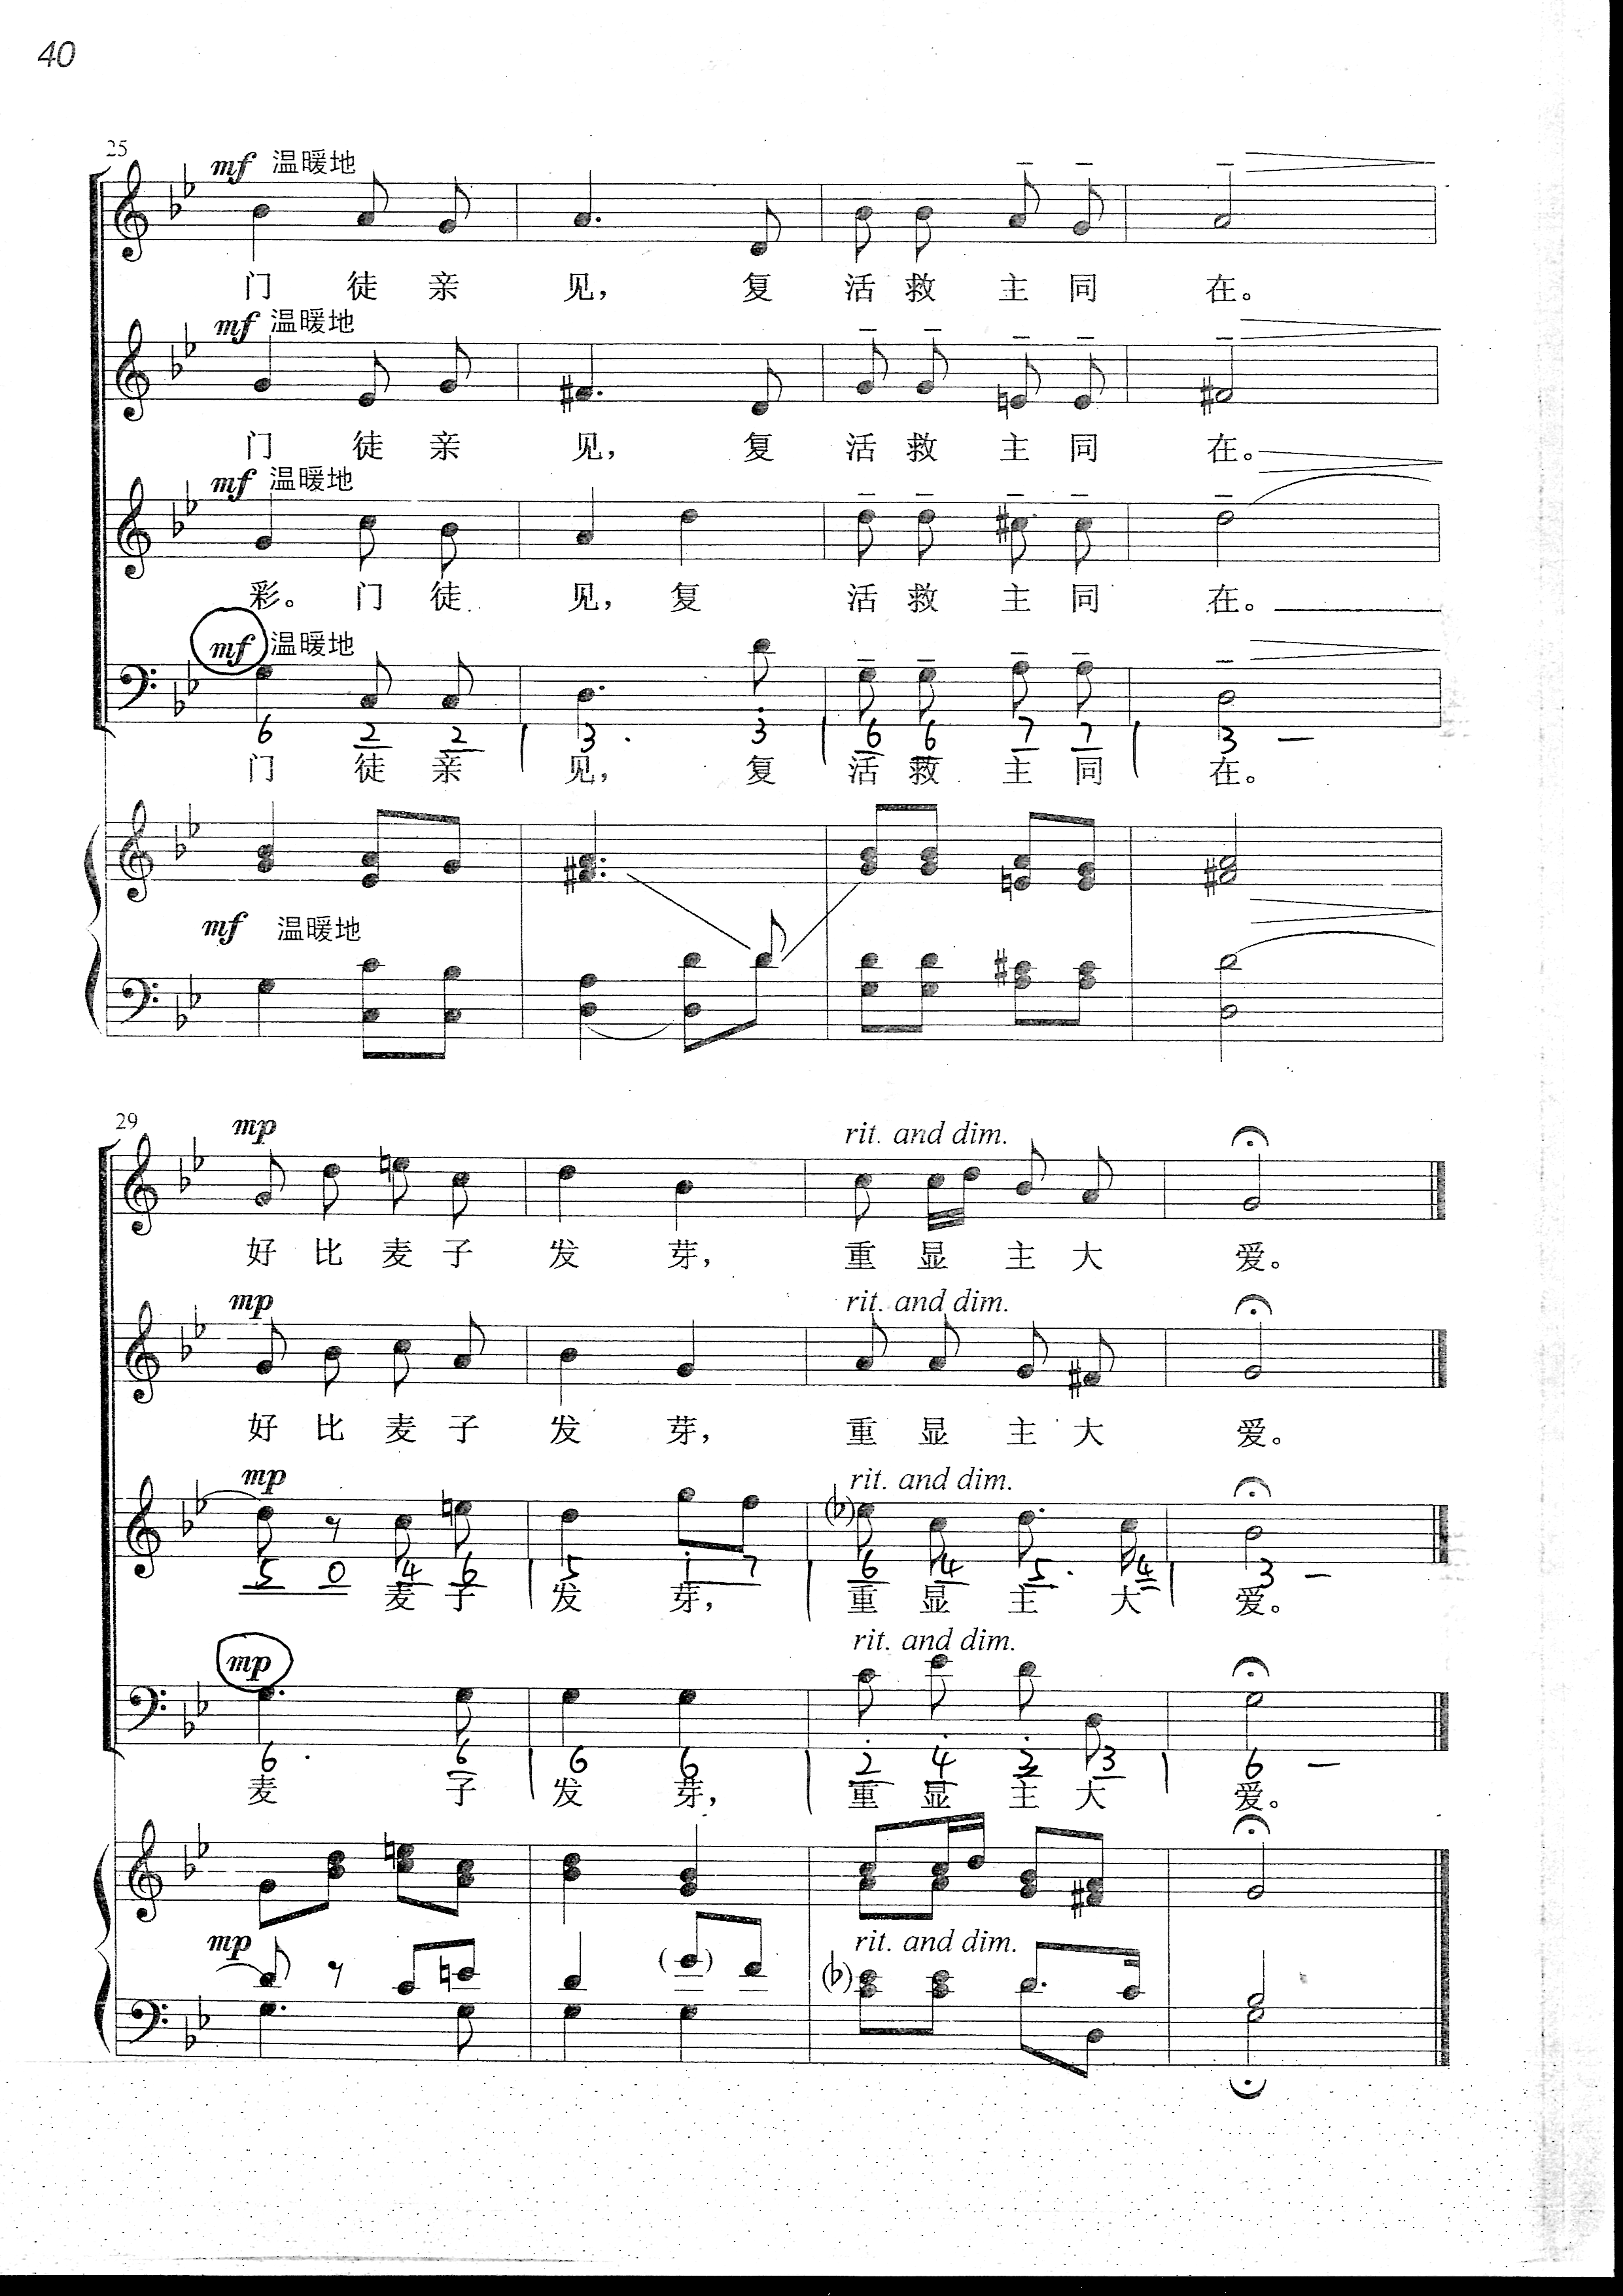 40
25
mf 温暖地
门 徒 亲 见， 复 活 救 主 同 在。
mf 温暖地
门 徒 亲 见， 复 活 救 主 同 在。
mf 温暖地
彩。 门 徒 见， 复 活 救 主 同 在。
mf 温暖地
6 2 2 | 3 . 3 | 6 6 7 7 | 3 —
门 徒 亲 见， 复 活 救 主 同 在。
mf 温暖地
29
mp rit. and dim.
好 比 麦 子 发 芽， 重 显 主 大 爱。
mp rit. and dim.
好 比 麦 子 发 芽， 重 显 主 大 爱。
mp rit. and dim.
5 0 4 6 | 5 i 7 | 6 4 5 . 4 | 3 —
麦 子 发 芽， 重 显 主 大 爱。
mp rit. and dim.
6 . 6 | 6 6 | 2 4 3 | 6 —
麦 子 发 芽， 重 显 主 大 爱。
mp rit. and dim.